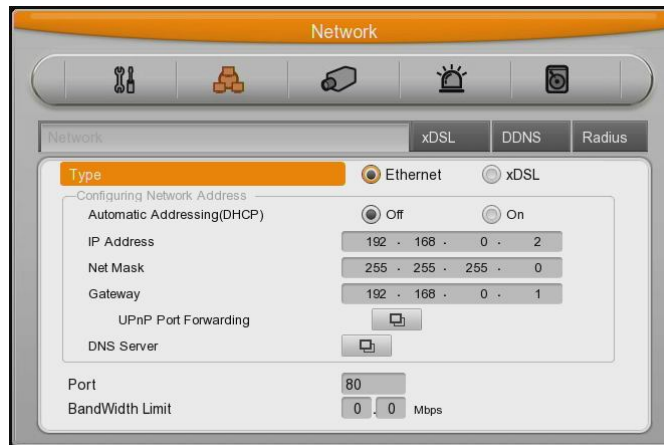 Network
Network xDSL DDNS Radius
Type Ethernet xDSL
Configuring Network Address
Automatic Addressing(DHCP) Off On
IP Address 192 . 168 . 0 . 2
Net Mask 255 . 255 . 255 . 0
Gateway 192 . 168 . 0 . 1
UPnP Port Forwarding
DNS Server
Port 80
BandWidth Limit 0 . 0 Mbps